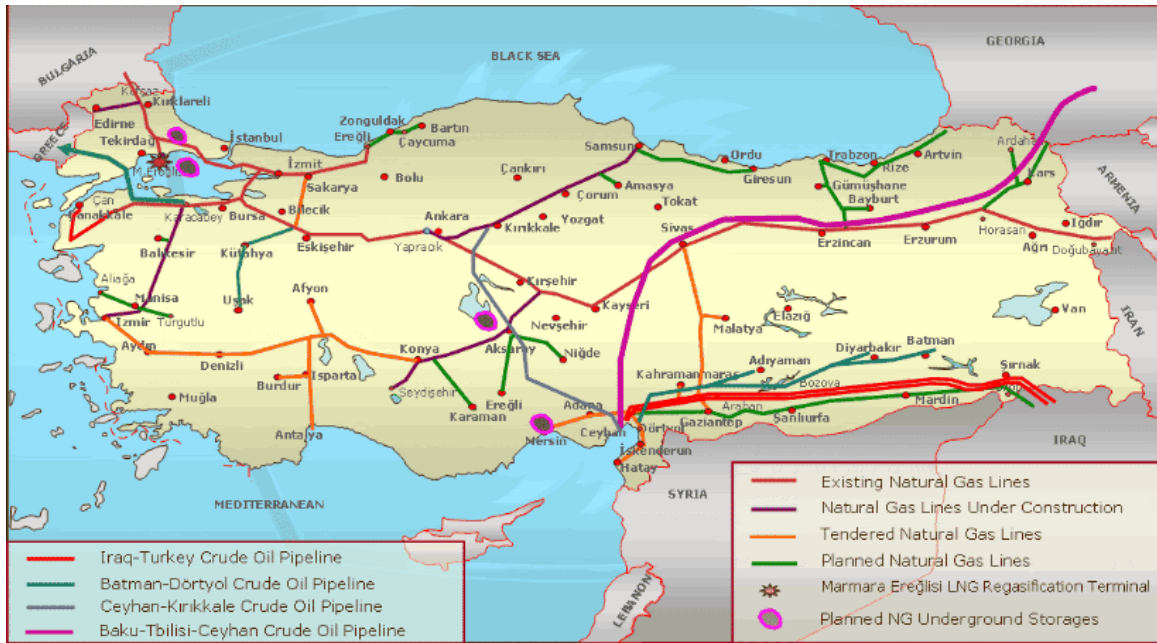 GEORGIA
BLACK SEA
BULGARIA
Kofçaz
Kırklareli
Edirne
Tekirdağ
İstanbul
GREECE
M.Ereğlisi
Zonguldak
Ereğli
Bartın
Çaycuma
İzmit
Sakarya
Bolu
Çankırı
Samsun
Ordu
Giresun
Trabzon
Rize
Artvin
Ardahan
Kars
ARMENIA
Çan
Çanakkale
Karacabey
Bursa
Bilecik
Eskişehir
Ankara
Yapracık
Kırıkkale
Çorum
Amasya
Yozgat
Tokat
Sivas
Gümüşhane
Bayburt
Erzincan
Erzurum
Horasan
Iğdır
Ağrı
Doğubayazıt
Balıkesir
Kütahya
Uşak
Afyon
Aliağa
Manisa
İzmir
Turgutlu
Aydın
Denizli
Burdur
Isparta
Muğla
Antalya
Konya
Seydişehir
Karaman
Ereğli
Aksaray
Niğde
Nevşehir
Kırşehir
Kayseri
Malatya
Elazığ
Van
IRAN
Diyarbakır
Batman
Adıyaman
Kahramanmaraş
Bozova
Şırnak
Mardin
Araban
Gaziantep
Şanlıurfa
Adana
Ceyhan
Mersin
Dörtyol
İskenderun
Hatay
IRAQ
SYRIA
LEBANON
MEDITERRANEAN
Iraq-Turkey Crude Oil Pipeline
Batman-Dörtyol Crude Oil Pipeline
Ceyhan-Kırıkkale Crude Oil Pipeline
Baku-Tbilisi-Ceyhan Crude Oil Pipeline
Existing Natural Gas Lines
Natural Gas Lines Under Construction
Tendered Natural Gas Lines
Planned Natural Gas Lines
Marmara Ereğlisi LNG Regasification Terminal
Planned NG Underground Storages